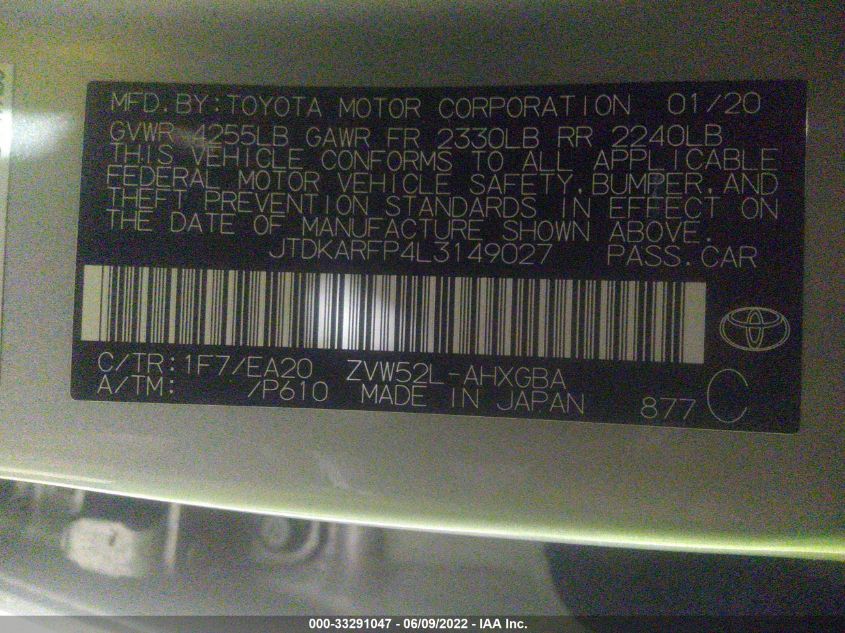 MFD.BY:TOYOTA MOTOR CORPORATION 01/20
GVWR 4255LB GAWR FR 2330LB RR 2240LB
THIS VEHICLE CONFORMS TO ALL APPLICABLE
FEDERAL MOTOR VEHICLE SAFETY, BUMPER, AND
THEFT PREVENTION STANDARDS IN EFFECT ON
THE DATE OF MANUFACTURE SHOWN ABOVE.
JTDKARFP4L3149027 PASS.CAR
C/TR:1F7/EA20 ZVW52L-AHXGBA
A/TM: /P610 MADE IN JAPAN 877 C
000-33291047 - 06/09/2022 - IAA Inc.